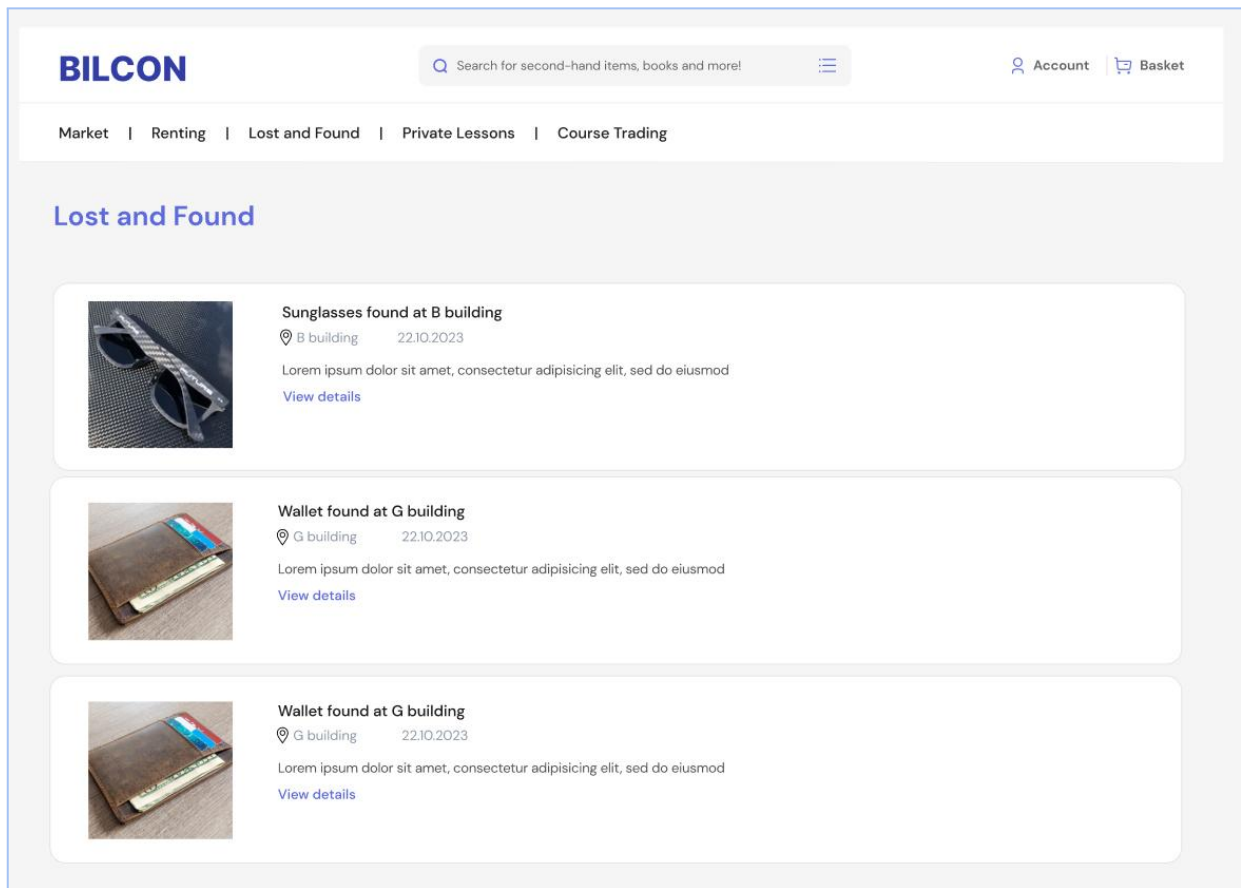 BILCON
Search for second-hand items, books and more!
Account | Basket
Market | Renting | Lost and Found | Private Lessons | Course Trading
Lost and Found
Sunglasses found at B building
B building 22.10.2023
Lorem ipsum dolor sit amet, consectetur adipisicing elit, sed do eiusmod
View details
Wallet found at G building
G building 22.10.2023
Lorem ipsum dolor sit amet, consectetur adipisicing elit, sed do eiusmod
View details
Wallet found at G building
G building 22.10.2023
Lorem ipsum dolor sit amet, consectetur adipisicing elit, sed do eiusmod
View details